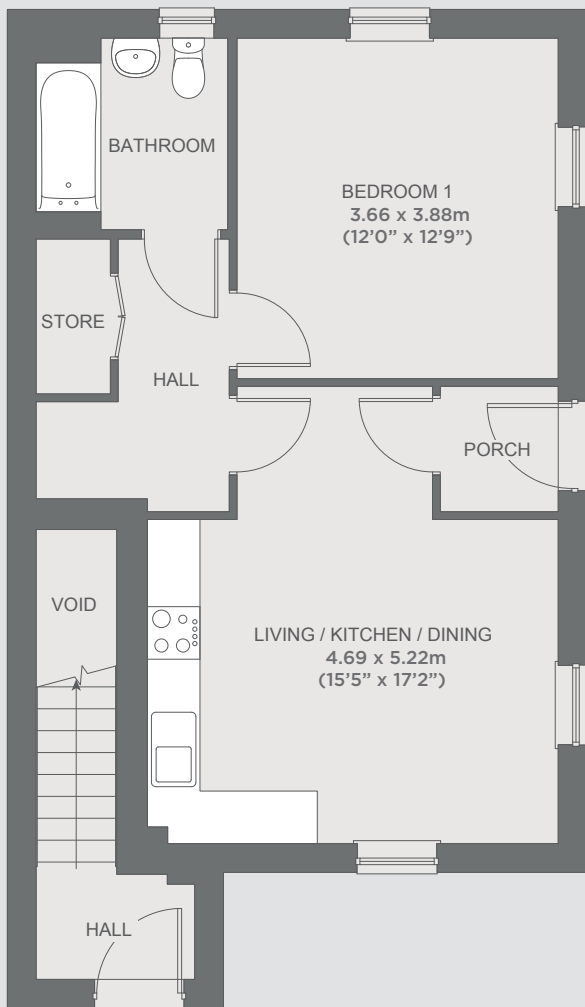 BATHROOM
BEDROOM 1
3.66 x 3.88m
(12’0” x 12’9”)
STORE
HALL
PORCH
VOID
LIVING / KITCHEN / DINING
4.69 x 5.22m
(15’5” x 17’2”)
HALL